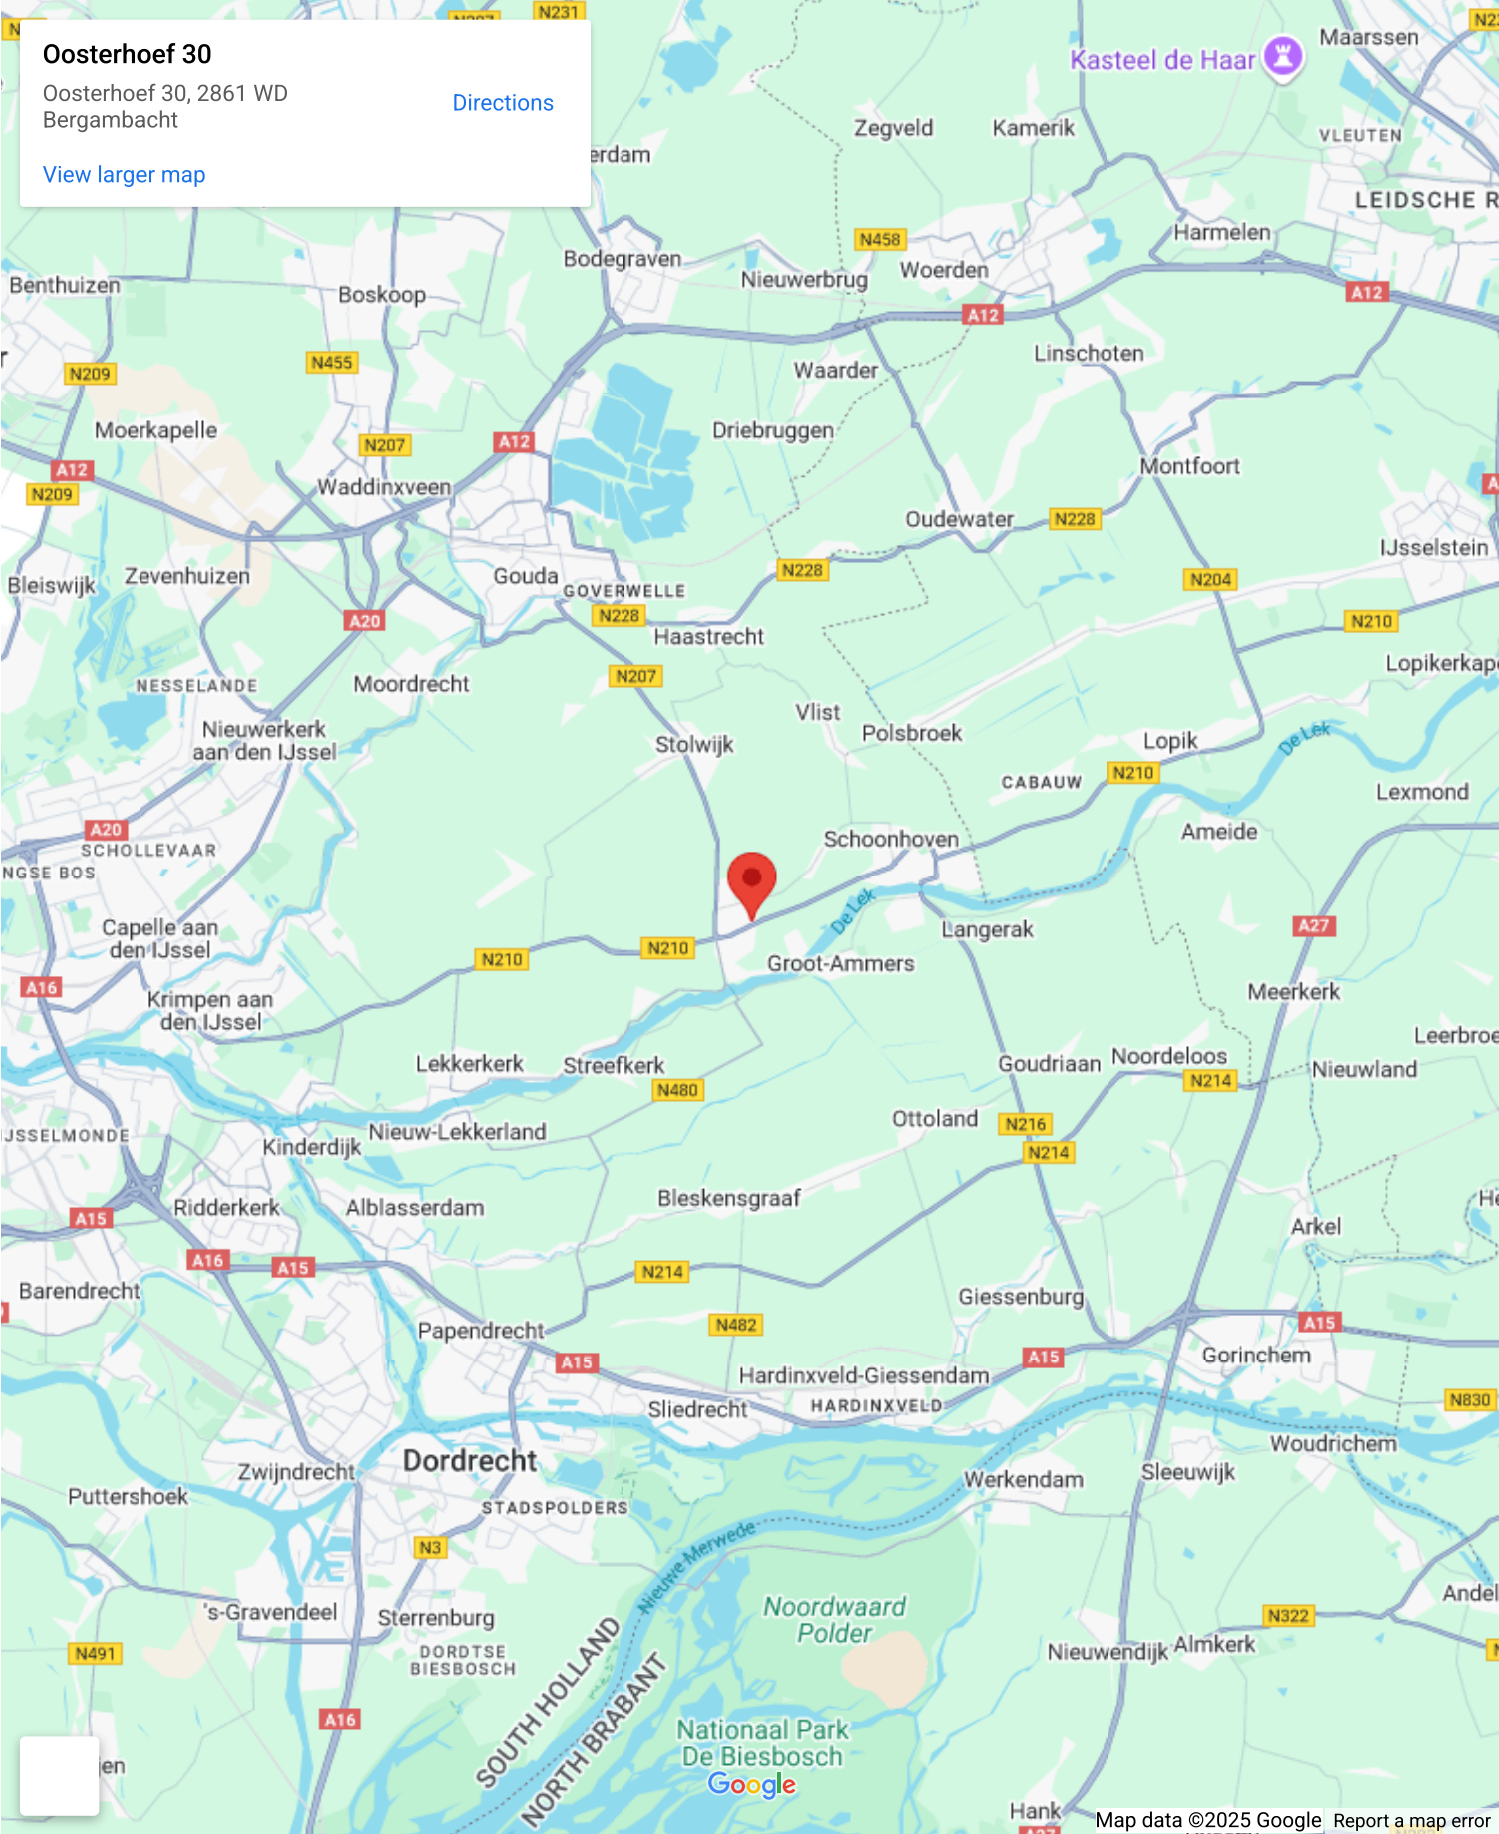 N231
N207
Oosterhoef 30
Oosterhoef 30, 2861 WD
Bergambacht
Directions
View larger map
Maarssen
Kasteel de Haar
Zegveld
Kamerik
VLEUTEN
erdam
LEIDSCHE R
N458
Harmelen
Bodegraven
Nieuwerbrug
Woerden
Benthuizen
Boskoop
A12
A12
Linschoten
N455
N209
Waarder
Moerkapelle
Driebruggen
N207
A12
A12
Montfoort
N209
Waddinxveen
Oudewater
N228
IJsselstein
Bleiswijk
Zevenhuizen
Gouda
GOVERWELLE
N228
N204
A20
N228
Haastrecht
N210
Lopikerkap
NESSELANDE
Moordrecht
N207
Vlist
Nieuwerkerk
aan den IJssel
Stolwijk
Polsbroek
Lopik
De Lek
CABAUW
N210
Lexmond
A20
SCHOLLEVAAR
Schoonhoven
Ameide
NGSE BOS
De Lek
Capelle aan
den IJssel
Langerak
A27
N210
N210
Groot-Ammers
A16
Krimpen aan
den IJssel
Meerkerk
Leerbroe
Lekkerkerk
Streefkerk
Goudriaan
Noordeloos
Nieuwland
N480
N214
Ottoland
N216
IJSSELMONDE
Kinderdijk
Nieuw-Lekkerland
N214
Ridderkerk
Alblasserdam
Bleskensgraaf
He
A15
Arkel
A16
A15
N214
Barendrecht
Giessenburg
Papendrecht
N482
A15
A15
Hardinxveld-Giessendam
A15
Gorinchem
Sliedrecht
HARDINXVELD
N830
Dordrecht
Woudrichem
Zwijndrecht
Werkendam
Sleeuwijk
Puttershoek
STADSPOLDERS
N3
Nieuwe Merwede
Andel
's-Gravendeel
Sterrenburg
Noordwaard
Polder
N322
N491
DORDTSE
BIESBOSCH
Nieuwendijk
Almkerk
SOUTH HOLLAND
NORTH BRABANT
A16
Nationaal Park
De Biesbosch
jen
Google
Hank
Map data ©2025 Google
Report a map error